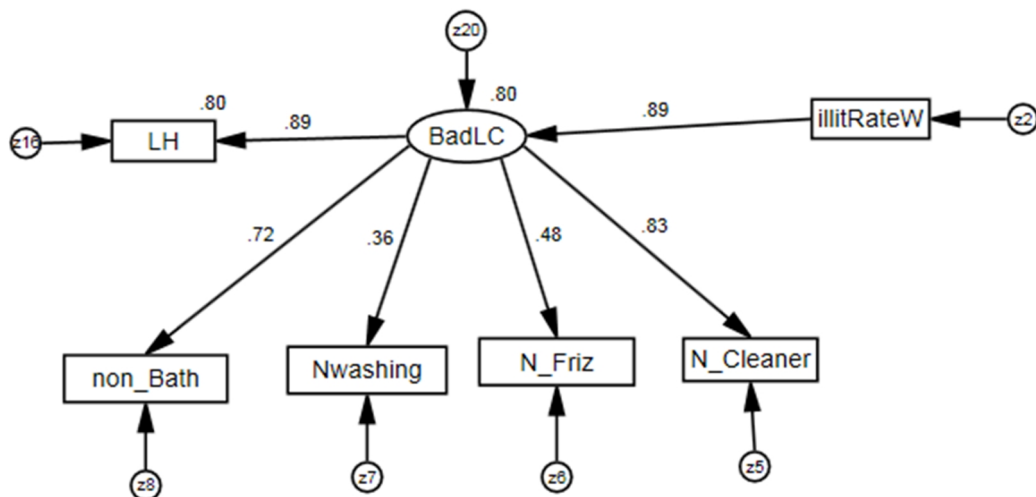 z20
.80
.80
.89
.89
illitRateW
z2
z16
LH
BadLC
.72
.36
.48
.83
non_Bath
Nwashing
N_Friz
N_Cleaner
z8
z7
z6
z5